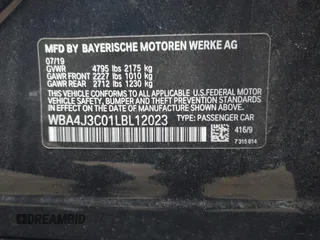 MFD BY BAYERISCHE MOTOREN WERKE AG
07/19
GVWR 4795 lbs 2175 kg
GAWR FRONT 2227 lbs 1010 kg
GAWR REAR 2712 lbs 1230 kg
THIS VEHICLE CONFORMS TO ALL APPLICABLE
U.S. FEDERAL MOTOR VEHICLE SAFETY, BUMPER,
AND THEFT PREVENTION STANDARDS IN EFFECT ON
THE DATE OF MANUFACTURE SHOWN ABOVE.
WBA4J3C01LBL12023 TYPE: PASSENGER CAR
416/9
7 315 814
DREAMBID